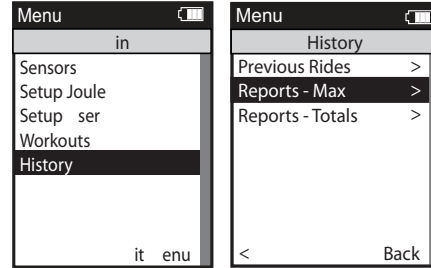 Menu
in
Sensors
Setup Joule
Setup ser
Workouts
History
it enu
Menu
History
Previous Rides >
Reports - Max >
Reports - Totals >
< Back